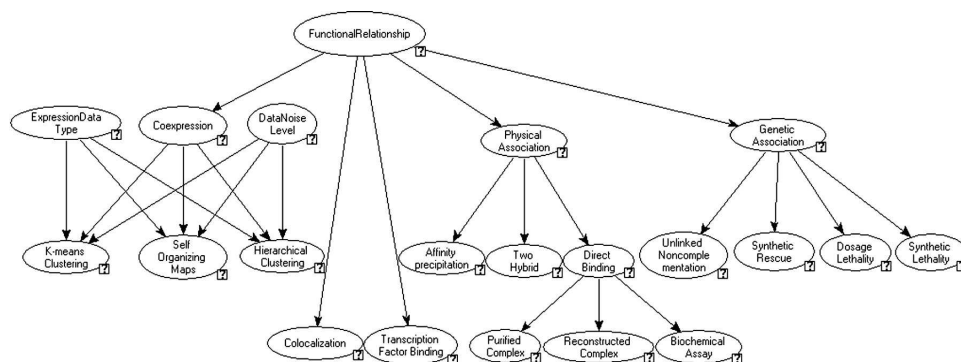 FunctionalRelationship
?
ExpressionData
Type
?
Coexpression
?
DataNoise
Level
?
Physical
Association
?
Genetic
Association
?
K-means
Clustering
?
Self
Organizing
Maps
?
Hierarchical
Clustering
?
Affinity
precipitation
?
Two
Hybrid
?
Direct
Binding
?
Unlinked
Noncomple
mentation
?
Synthetic
Rescue
?
Dosage
Lethality
?
Synthetic
Lethality
?
Colocalization
?
Transcription
Factor Binding
?
Purified
Complex
?
Reconstructed
Complex
?
Biochemical
Assay
?